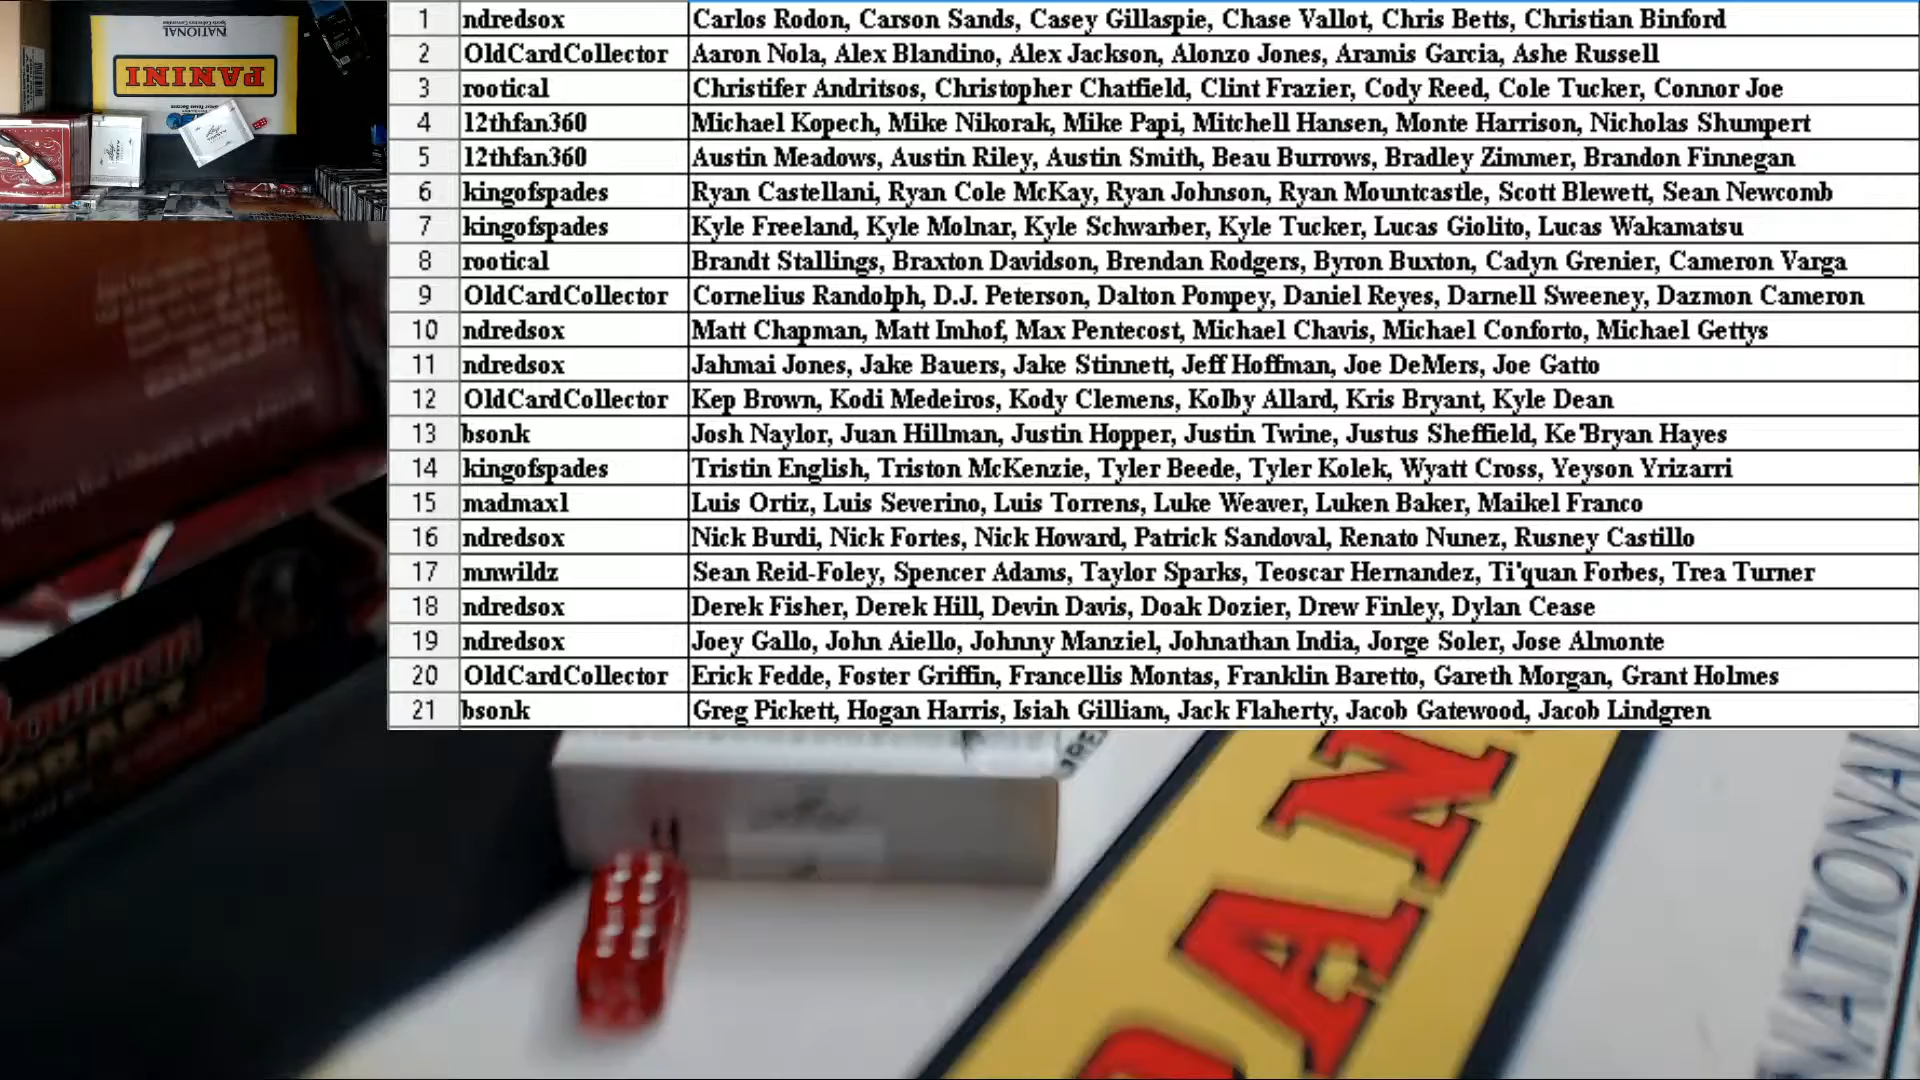 NATIONAL
PANINI
1 ndredsox Carlos Rodon, Carson Sands, Casey Gillaspie, Chase Vallot, Chris Betts, Christian Binford
2 OldCardCollector Aaron Nola, Alex Blandino, Alex Jackson, Alonzo Jones, Aramis Garcia, Ashe Russell
3 rootical Christifer Andritsos, Christopher Chatfield, Clint Frazier, Cody Reed, Cole Tucker, Connor Joe
4 12thfan360 Michael Kopech, Mike Nikorak, Mike Papi, Mitchell Hansen, Monte Harrison, Nicholas Shumpert
5 12thfan360 Austin Meadows, Austin Riley, Austin Smith, Beau Burrows, Bradley Zimmer, Brandon Finnegan
6 kingofspades Ryan Castellani, Ryan Cole McKay, Ryan Johnson, Ryan Mountcastle, Scott Blewett, Sean Newcomb
7 kingofspades Kyle Freeland, Kyle Molnar, Kyle Schwarber, Kyle Tucker, Lucas Giolito, Lucas Wakamatsu
8 rootical Brandt Stallings, Braxton Davidson, Brendan Rodgers, Byron Buxton, Cadyn Grenier, Cameron Varga
9 OldCardCollector Cornelius Randolph, D.J. Peterson, Dalton Pompey, Daniel Reyes, Darnell Sweeney, Dazmon Cameron
10 ndredsox Matt Chapman, Matt Imhof, Max Pentecost, Michael Chavis, Michael Conforto, Michael Gettys
11 ndredsox Jahmai Jones, Jake Bauers, Jake Stinnett, Jeff Hoffman, Joe DeMers, Joe Gatto
12 OldCardCollector Kep Brown, Kodi Medeiros, Kody Clemens, Kolby Allard, Kris Bryant, Kyle Dean
13 bsonk Josh Naylor, Juan Hillman, Justin Hopper, Justin Twine, Justus Sheffield, Ke'Bryan Hayes
14 kingofspades Tristin English, Triston McKenzie, Tyler Beede, Tyler Kolek, Wyatt Cross, Yeyson Yrizarri
15 madmax1 Luis Ortiz, Luis Severino, Luis Torrens, Luke Weaver, Luken Baker, Maikel Franco
16 ndredsox Nick Burdi, Nick Fortes, Nick Howard, Patrick Sandoval, Renato Nunez, Rusney Castillo
17 mnwildz Sean Reid-Foley, Spencer Adams, Taylor Sparks, Teoscar Hernandez, Ti'quan Forbes, Trea Turner
18 ndredsox Derek Fisher, Derek Hill, Devin Davis, Doak Dozier, Drew Finley, Dylan Cease
19 ndredsox Joey Gallo, John Aiello, Johnny Manziel, Johnathan India, Jorge Soler, Jose Almonte
20 OldCardCollector Erick Fedde, Foster Griffin, Francellis Montas, Franklin Baretto, Gareth Morgan, Grant Holmes
21 bsonk Greg Pickett, Hogan Harris, Isiah Gilliam, Jack Flaherty, Jacob Gatewood, Jacob Lindgren
Bowman
DRAFT
PAN
NATIONAL